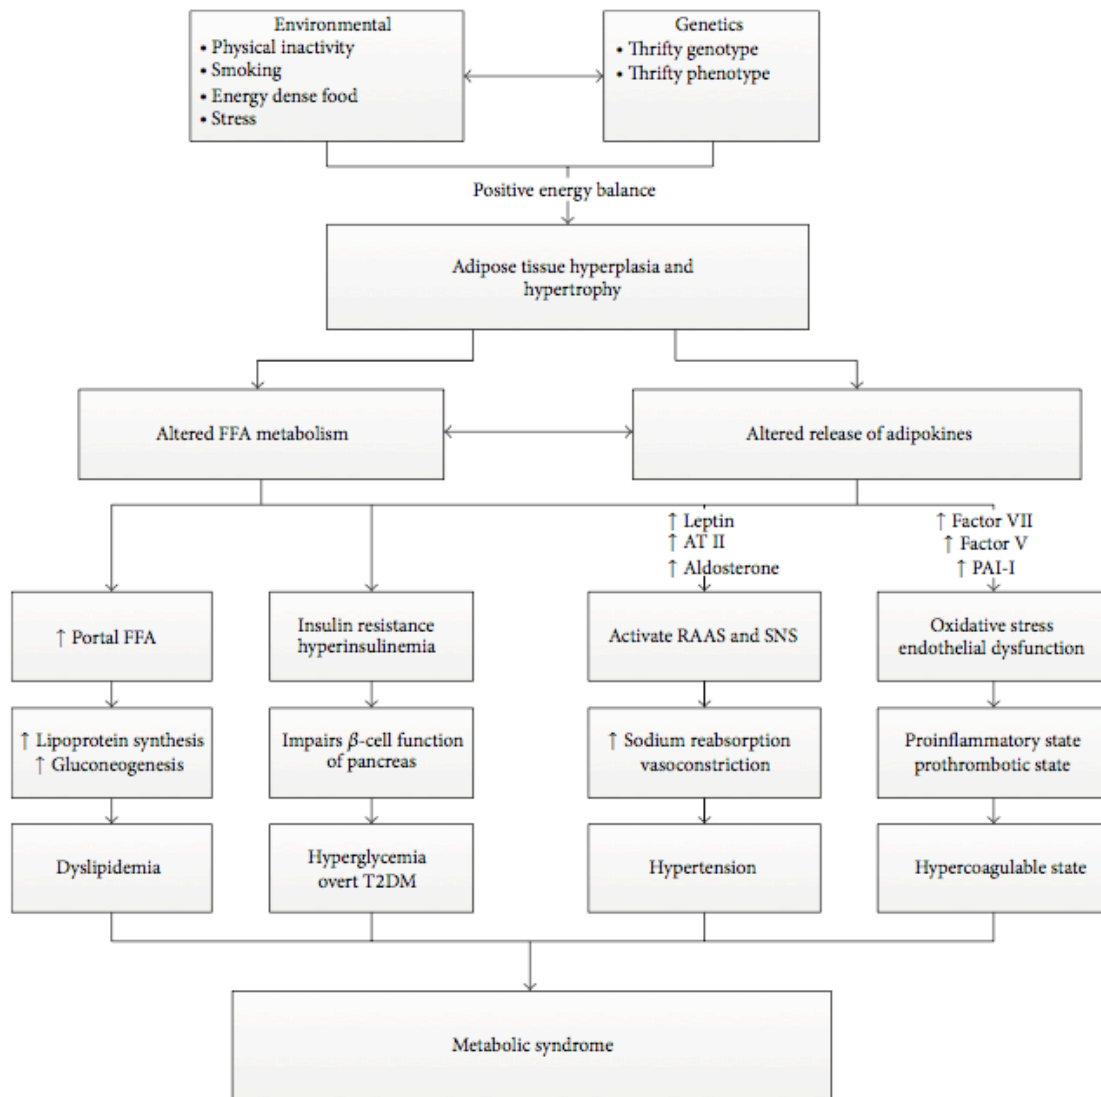 Environmental
• Physical inactivity
• Smoking
• Energy dense food
• Stress
Genetics
• Thrifty genotype
• Thrifty phenotype
Positive energy balance
Adipose tissue hyperplasia and
hypertrophy
Altered FFA metabolism
Altered release of adipokines
↑ Leptin
↑ AT II
↑ Aldosterone
↑ Factor VII
↑ Factor V
↑ PAI-I
↑ Portal FFA
Insulin resistance
hyperinsulinemia
Activate RAAS and SNS
Oxidative stress
endothelial dysfunction
↑ Lipoprotein synthesis
↑ Gluconeogenesis
Impairs β-cell function
of pancreas
↑ Sodium reabsorption
vasoconstriction
Proinflammatory state
prothrombotic state
Dyslipidemia
Hyperglycemia
overt T2DM
Hypertension
Hypercoagulable state
Metabolic syndrome